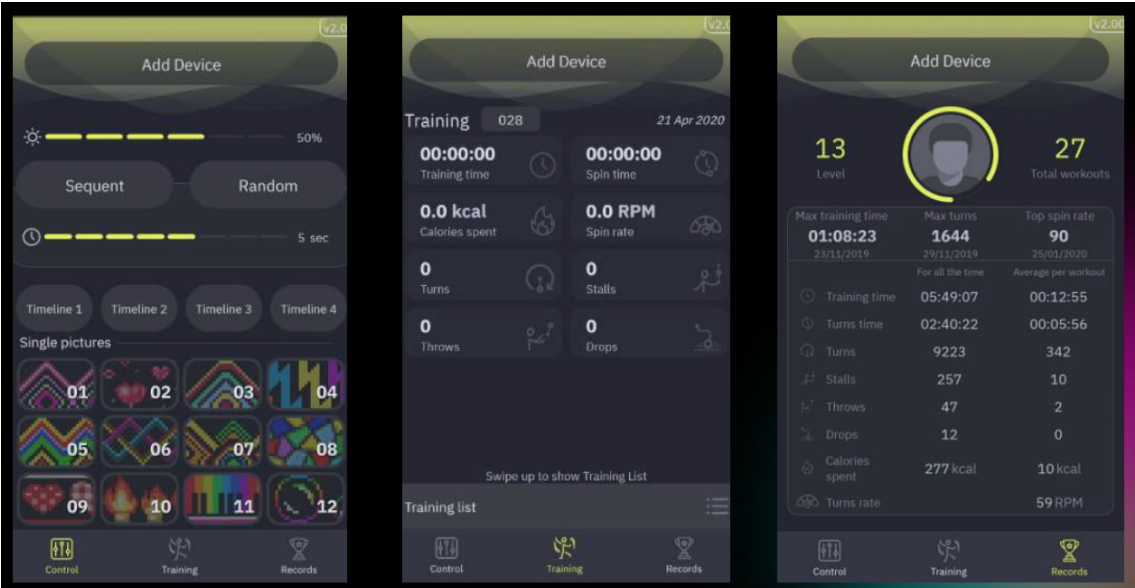 v2.0
Add Device
50%
Sequent Random
5 sec
Timeline 1 Timeline 2 Timeline 3 Timeline 4
Single pictures
01 02 03 04
05 06 07 08
09 10 11 12
Control Training Records
v2.
Add Device
Training 028 21 Apr 2020
00:00:00 00:00:00
Training time Spin time
0.0 kcal 0.0 RPM
Calories spent Spin rate
0 0
Turns Stalls
0 0
Throws Drops
Swipe up to show Training List
Training list
Control Training Records
v2.00
Add Device
13 27
Level Total workouts
Max training time Max turns Top spin rate
01:08:23 1644 90
23/11/2019 29/11/2019 25/01/2020
For all the time Average per workout
Training time 05:49:07 00:12:55
Turns time 02:40:22 00:05:56
Turns 9223 342
Stalls 257 10
Throws 47 2
Drops 12 0
Calories
spent 277 kcal 10 kcal
Turns rate 59 RPM
Control Training Records